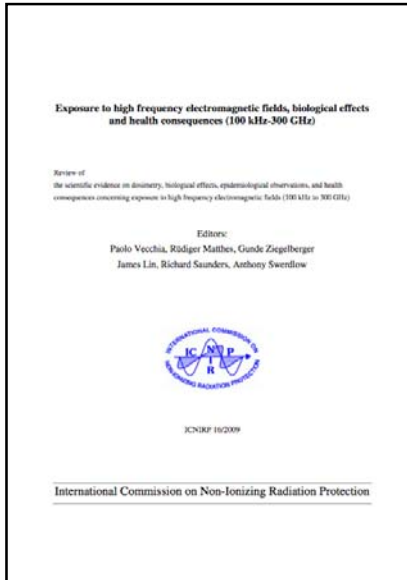 Exposure to high frequency electromagnetic fields, biological effects
and health consequences (100 kHz-300 GHz)
Review of
the scientific evidence on dosimetry, biological effects, epidemiological observations, and health
consequences concerning exposure to high frequency electromagnetic fields (100 kHz to 300 GHz)
Editors:
Paolo Vecchia, Rüdiger Matthes, Gunde Ziegelberger
James Lin, Richard Saunders, Anthony Swerdlow
INTERNATIONAL COMMISSION ON
IC N P
I
R
NON-IONIZING RADIATION PROTECTION
ICNIRP 16/2009
International Commission on Non-Ionizing Radiation Protection